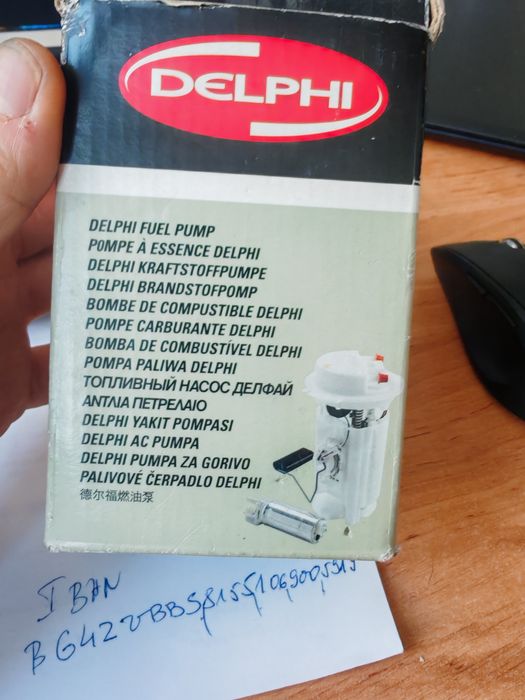 DELPHI
DELPHI FUEL PUMP
POMPE À ESSENCE DELPHI
DELPHI KRAFTSTOFFPUMPE
DELPHI BRANDSTOFPOMP
BOMBE DE COMPUSTIBLE DELPHI
POMPE CARBURANTE DELPHI
BOMBA DE COMBUSTÍVEL DELPHI
POMPA PALIWA DELPHI
ТОПЛИВНЫЙ НАСОС ДЕЛФАЙ
ΑΝΤΛΙΑ ΠΕΤΡΕΛΑΙΟ
DELPHI YAKIT POMPASI
DELPHI AC PUMPA
DELPHI PUMPA ZA GORIVO
PALIVOVÉ ČERPADLO DELPHI
德尔福燃油泵
IBAN